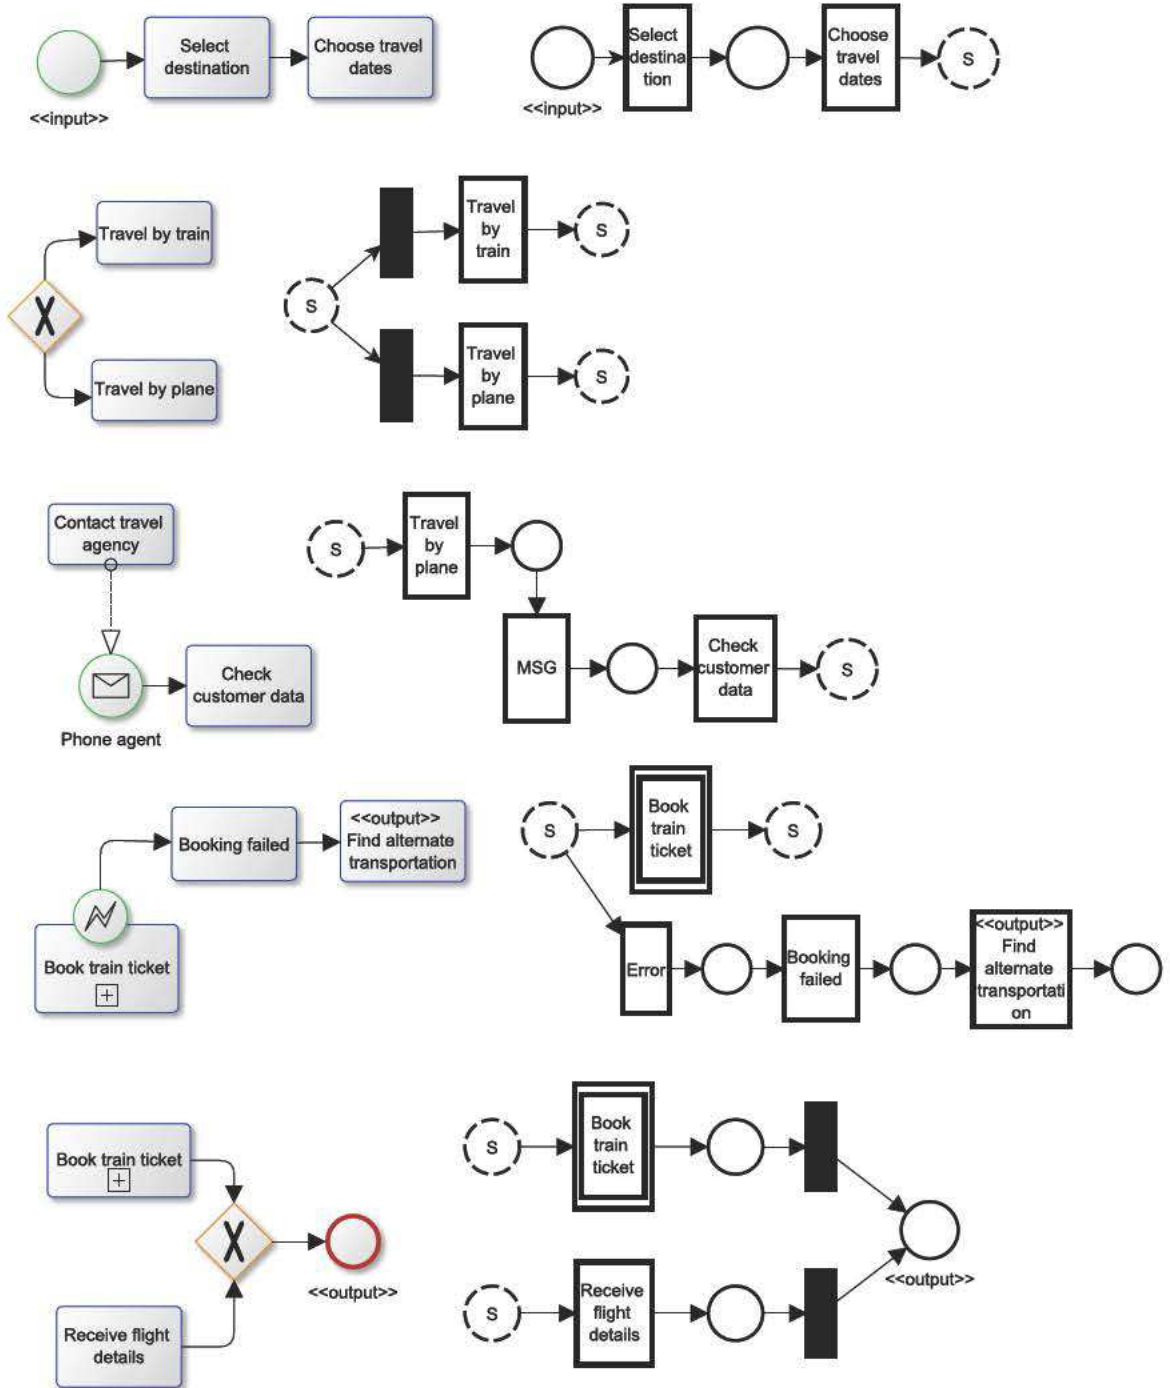 Select
destination
Choose travel
dates
<<input>>
Select
destina
tion
Choose
travel
dates
S
<<input>>
Travel by train
X
Travel by plane
S
Travel
by
train
S
Travel
by
plane
S
Contact travel
agency
Check
customer data
Phone agent
S
Travel
by
plane
MSG
Check
customer
data
S
Booking failed
<<output>>
Find alternate
transportation
Book train ticket
+
S
Book
train
ticket
S
Error
Booking
failed
<<output>>
Find
alternate
transportati
on
Book train ticket
+
X
<<output>>
Receive flight
details
S
Book
train
ticket
S
Receive
flight
details
<<output>>